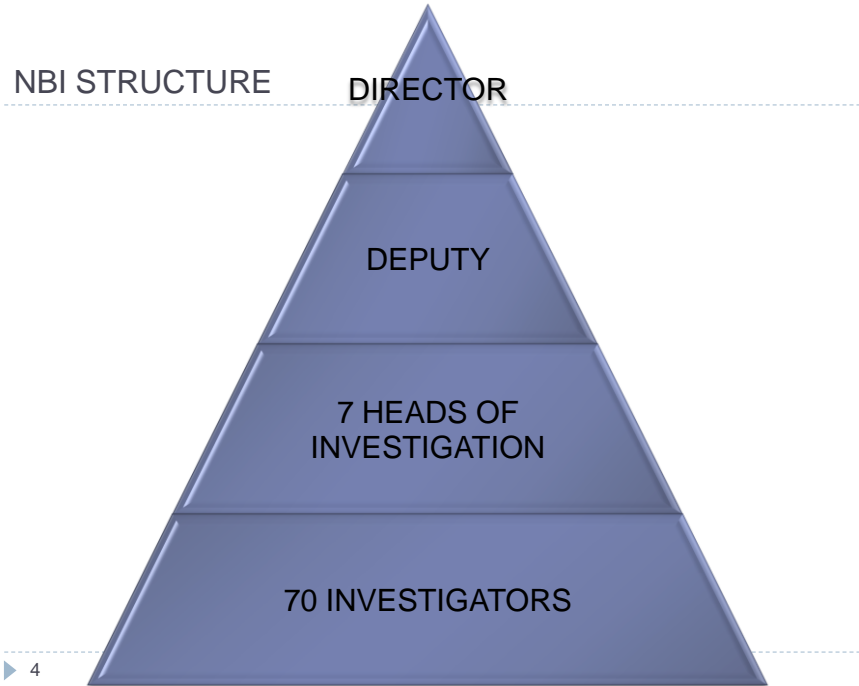 NBI STRUCTURE
DIRECTOR
DEPUTY
7 HEADS OF
INVESTIGATION
70 INVESTIGATORS
4